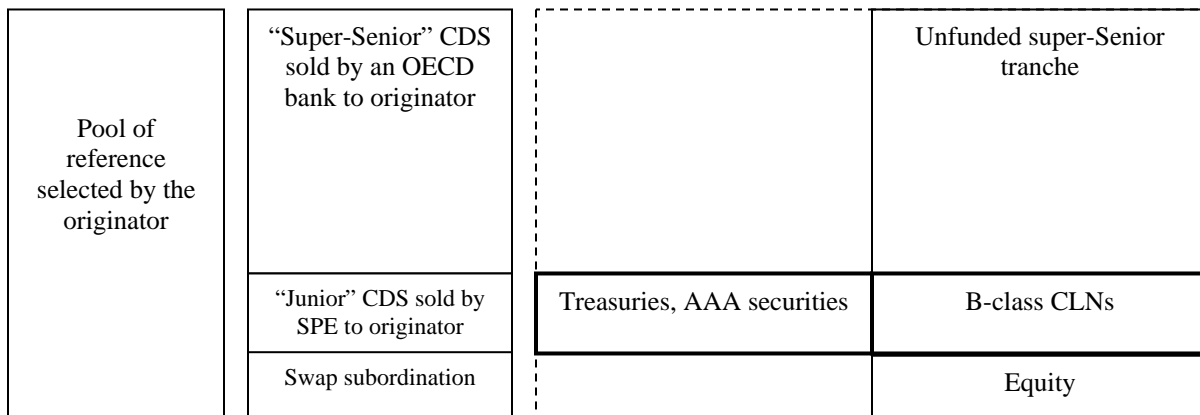 “Super-Senior” CDS
sold by an OECD
bank to originator
Unfunded super-Senior
tranche
Pool of
reference
selected by the
originator
“Junior” CDS sold by
SPE to originator
Treasuries, AAA securities
B-class CLNs
Swap subordination
Equity